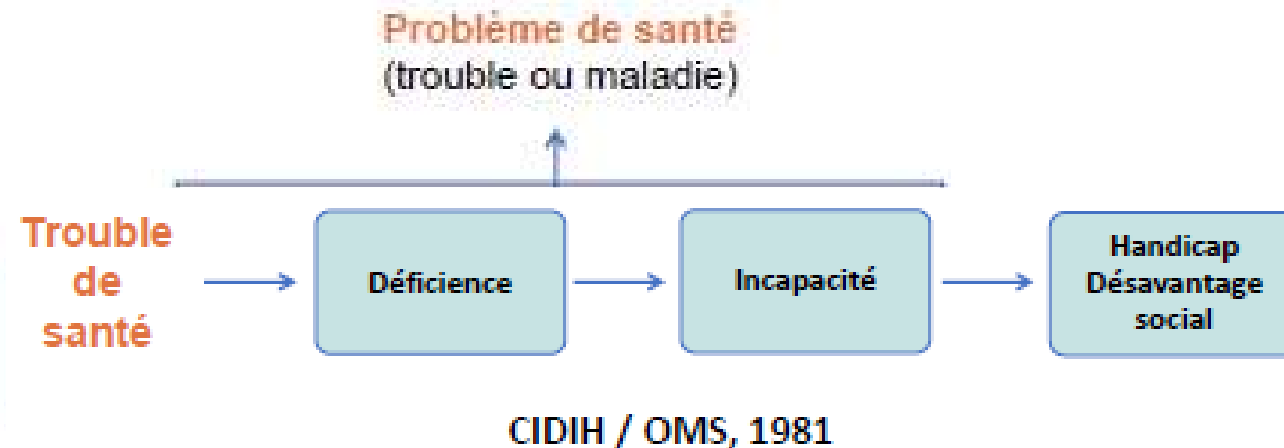 Problème de santé
(trouble ou maladie)
Trouble
de
santé
Déficience
Incapacité
Handicap
Désavantage
social
CIDIH / OMS, 1981